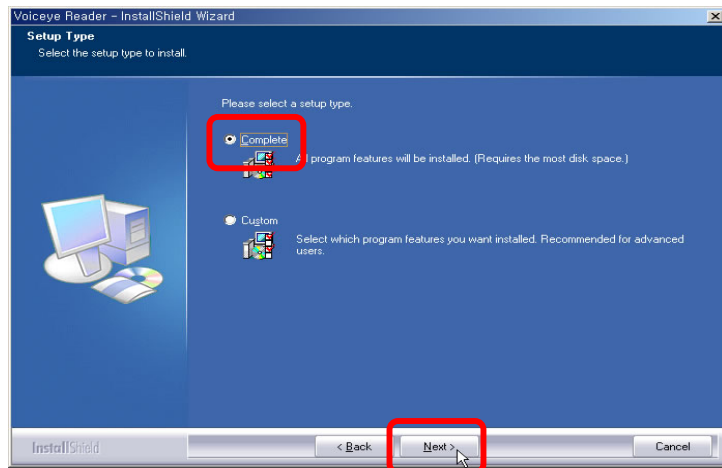 Voiceye Reader - InstallShield Wizard
Setup Type
Select the setup type to install.
Please select a setup type.
Complete
All program features will be installed. (Requires the most disk space.)
Custom
Select which program features you want installed. Recommended for advanced
users.
InstallShield
< Back
Next >
Cancel